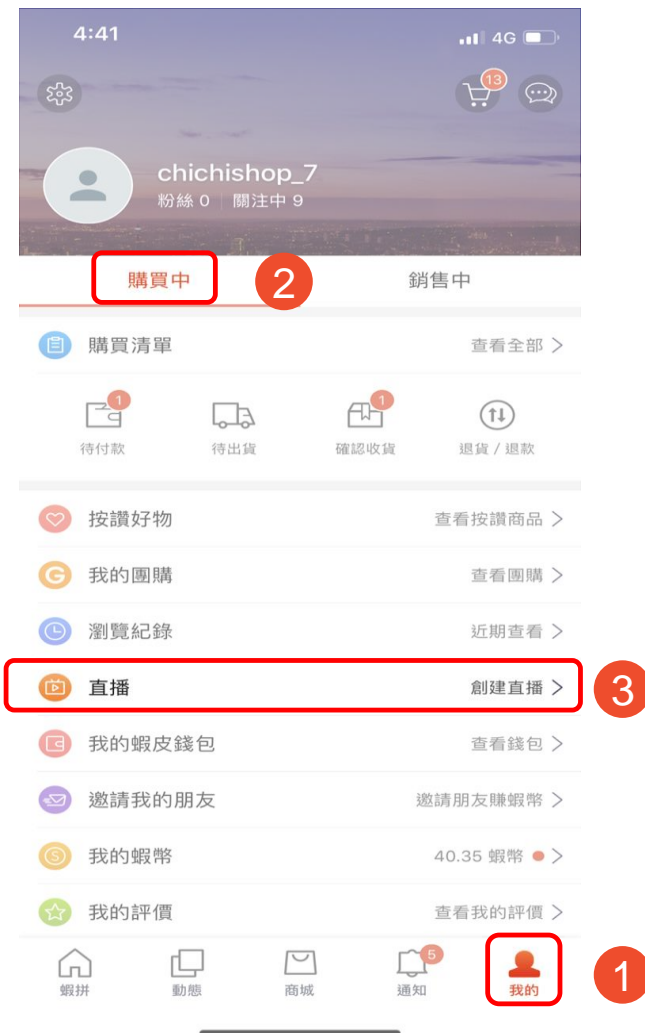 4:41
4G
13
chichishop_7
粉絲 0 關注中 9
購買中 2 銷售中
購買清單 查看全部
1 1
待付款 待出貨 確認收貨 退貨 / 退款
按讚好物 查看按讚商品
G 我的團購 查看團購
瀏覽紀錄 近期查看
直播 創建直播 3
我的蝦皮錢包 查看錢包
邀請我的朋友 邀請朋友賺蝦幣
S 我的蝦幣 40.35 蝦幣
我的評價 查看我的評價
5
蝦拼 動態 商城 通知 我的 1